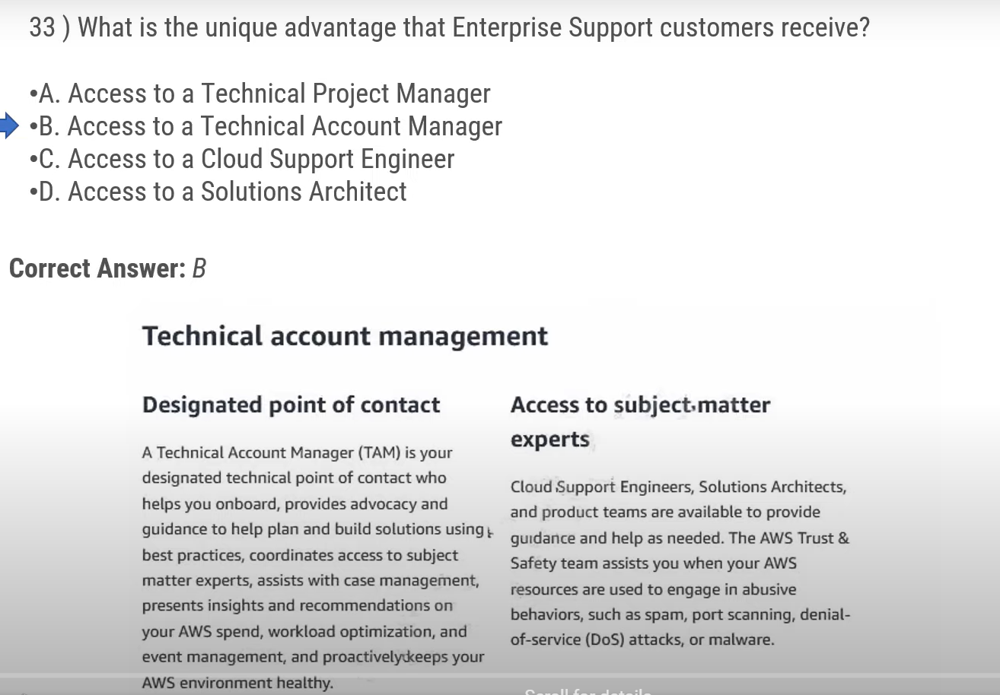 33 ) What is the unique advantage that Enterprise Support customers receive?
•A. Access to a Technical Project Manager
•B. Access to a Technical Account Manager
•C. Access to a Cloud Support Engineer
•D. Access to a Solutions Architect
Correct Answer: B
Technical account management
Designated point of contact
A Technical Account Manager (TAM) is your
designated technical point of contact who
helps you onboard, provides advocacy and
guidance to help plan and build solutions using
best practices, coordinates access to subject
matter experts, assists with case management,
presents insights and recommendations on
your AWS spend, workload optimization, and
event management, and proactively keeps your
AWS environment healthy.
Access to subject matter
experts
Cloud Support Engineers, Solutions Architects,
and product teams are available to provide
guidance and help as needed. The AWS Trust &
Safety team assists you when your AWS
resources are used to engage in abusive
behaviors, such as spam, port scanning, denial-
of-service (DoS) attacks, or malware.
Scroll for details